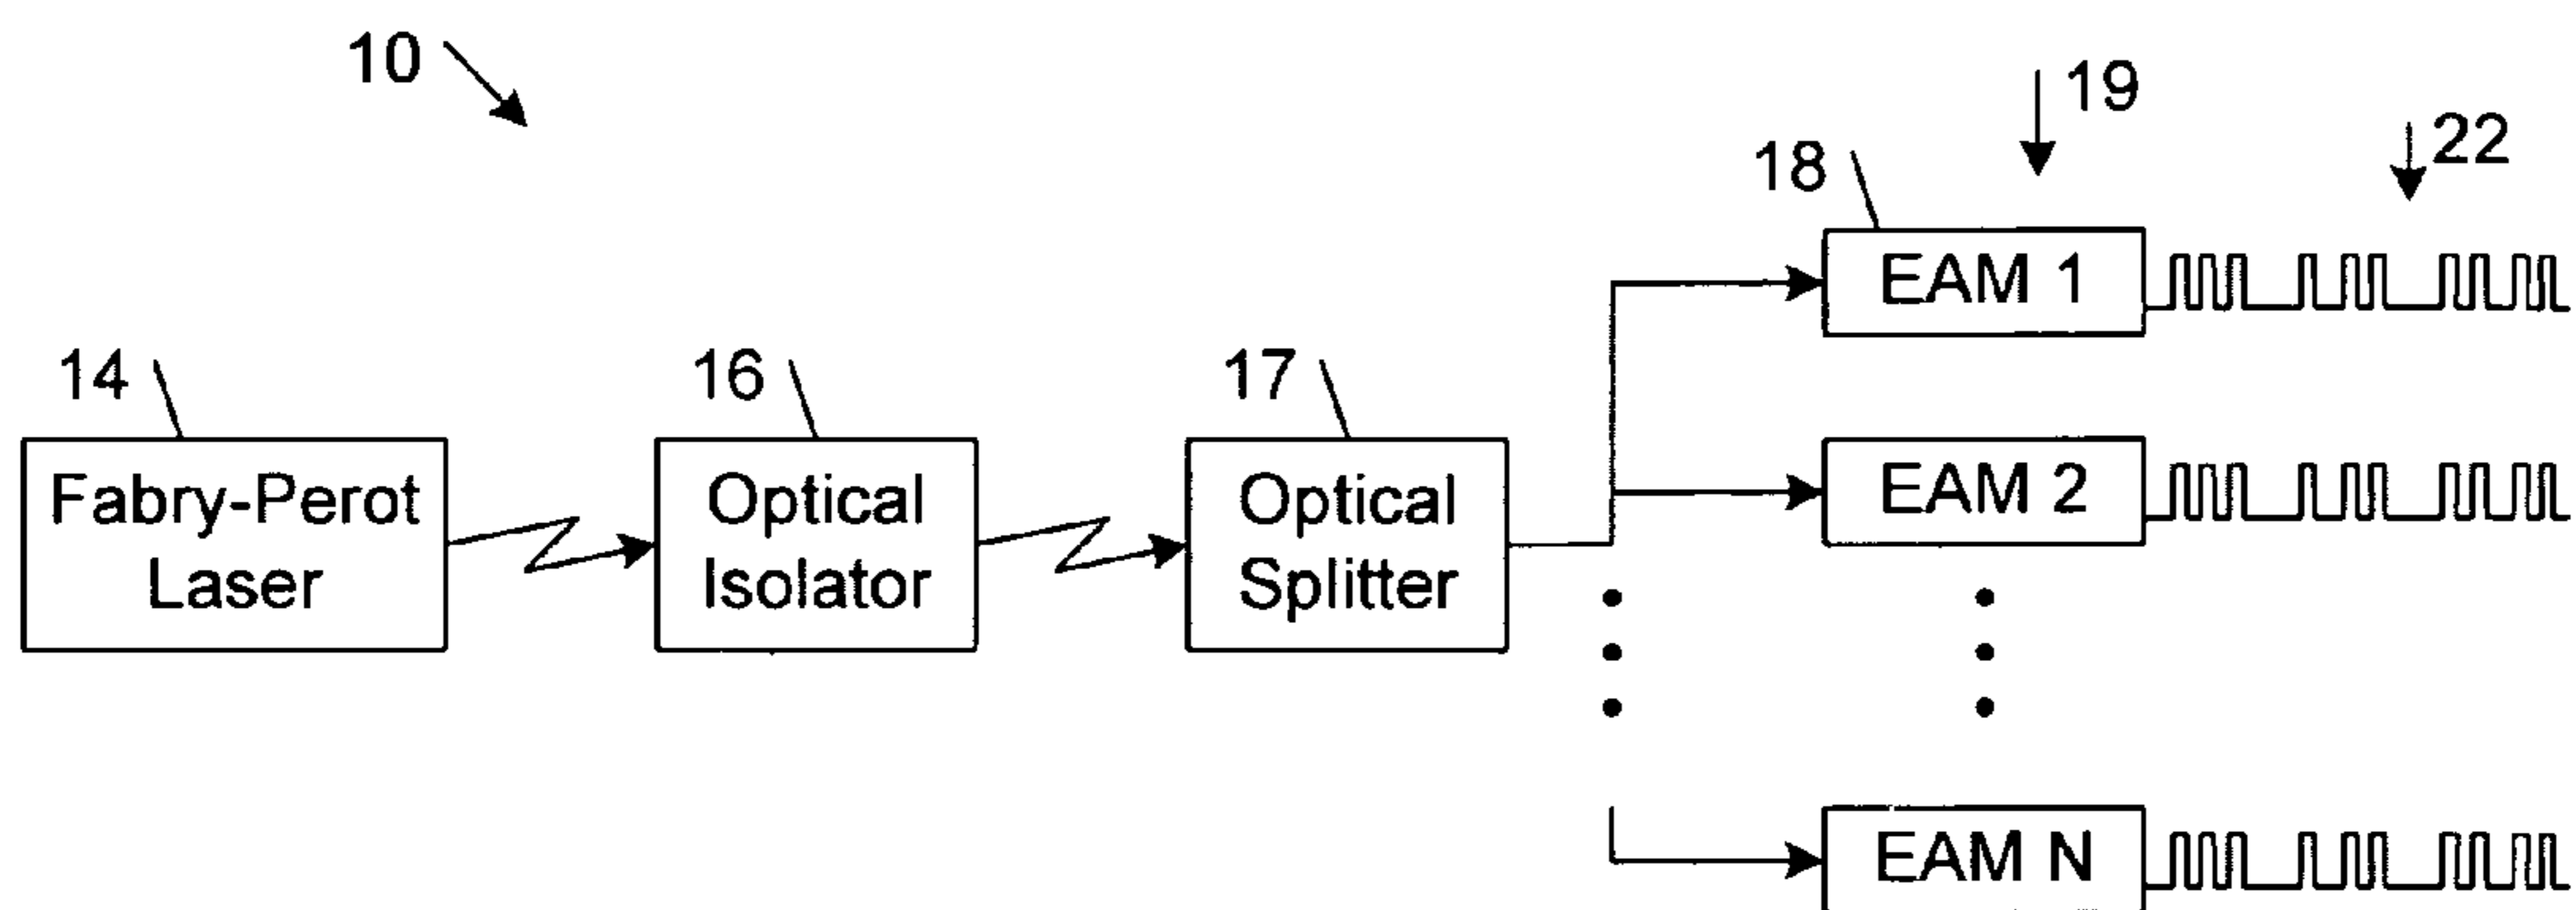 10
19
22
18
EAM 1
14
16
17
Fabry-Perot
Laser
Optical
Isolator
Optical
Splitter
EAM 2
EAM N